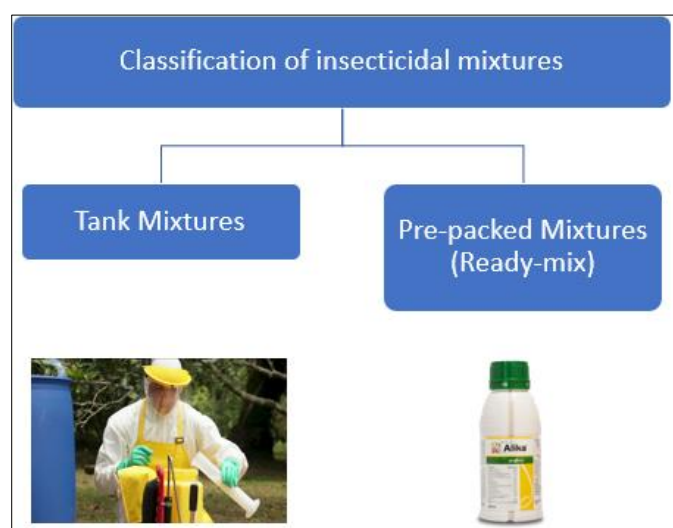 Classification of insecticidal mixtures
Tank Mixtures
Pre-packed Mixtures
(Ready-mix)
Alika